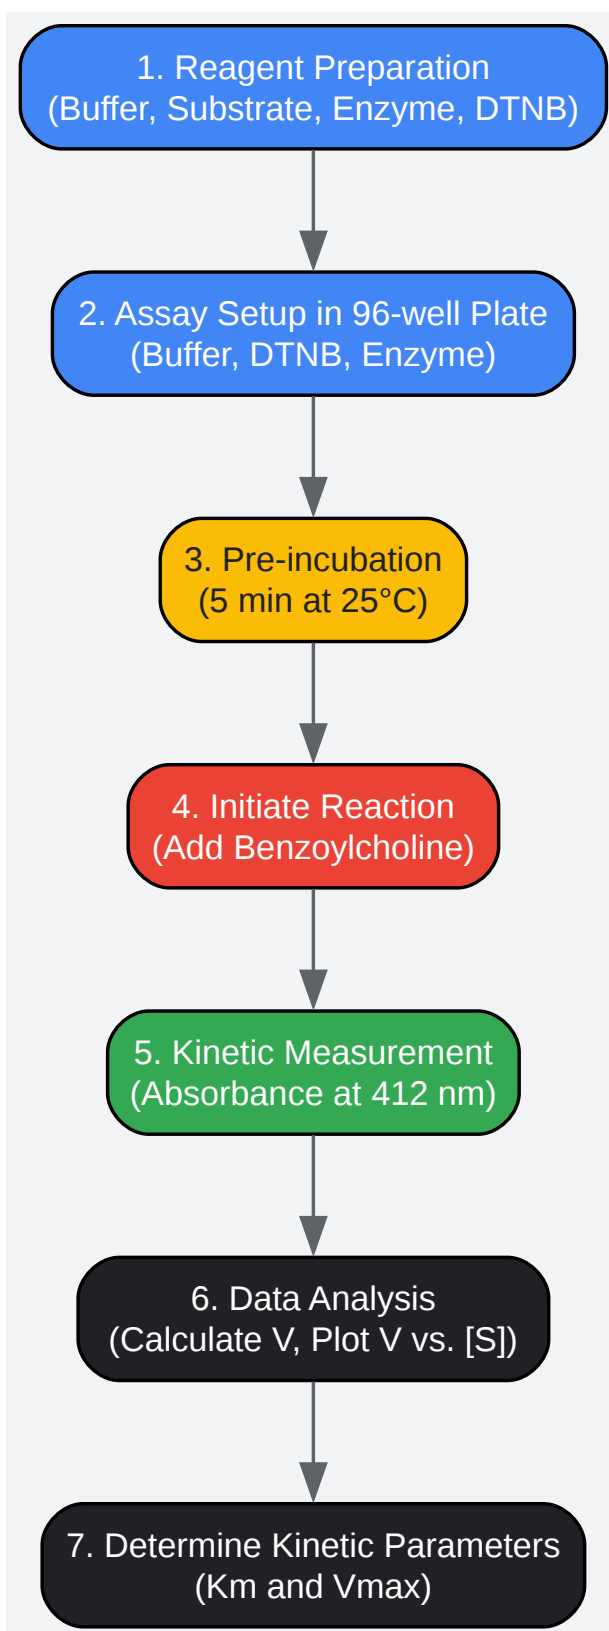 1. Reagent Preparation
(Buffer, Substrate, Enzyme, DTNB)
2. Assay Setup in 96-well Plate
(Buffer, DTNB, Enzyme)
3. Pre-incubation
(5 min at 25°C)
4. Initiate Reaction
(Add Benzoylcholine)
5. Kinetic Measurement
(Absorbance at 412 nm)
6. Data Analysis
(Calculate V, Plot V vs. [S])
7. Determine Kinetic Parameters
(Km and Vmax)